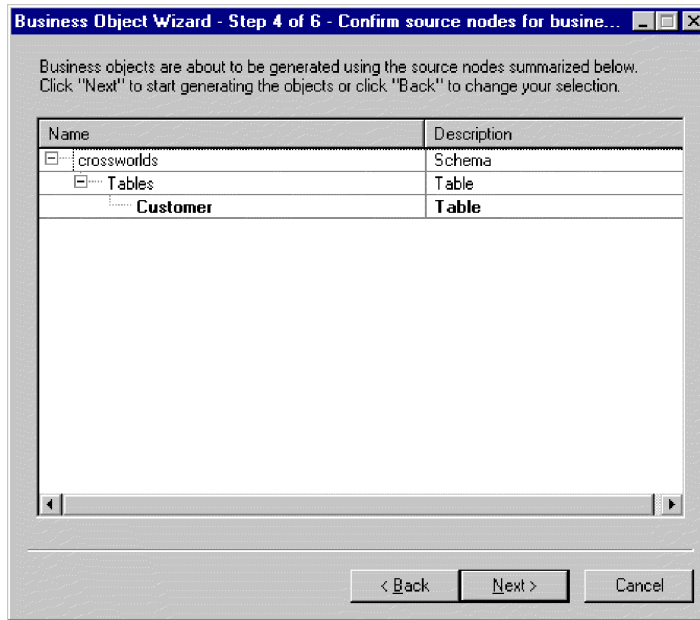 Business Object Wizard - Step 4 of 6 - Confirm source nodes for busine...
Business objects are about to be generated using the source nodes summarized below.
Click "Next" to start generating the objects or click "Back" to change your selection.
Name Description
crossworlds Schema
Tables Table
Customer Table
< Back Next > Cancel